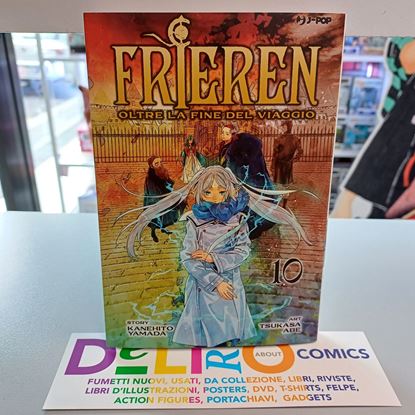 J-POP
FRIEREN
OLTRE LA FINE DEL VIAGGIO
10
STORY
KANEHITO
YAMADA
ART
TSUKASA
ABE
DeLIRIO ABOUT COMICS
FUMETTI NUOVI, USATI, DA COLLEZIONE, LIBRI, RIVISTE,
LIBRI D'ILLUSTRAZIONI, POSTERS, DVD, T-SHIRTS, FELPE,
ACTION FIGURES, PORTACHIAVI, GADGETS